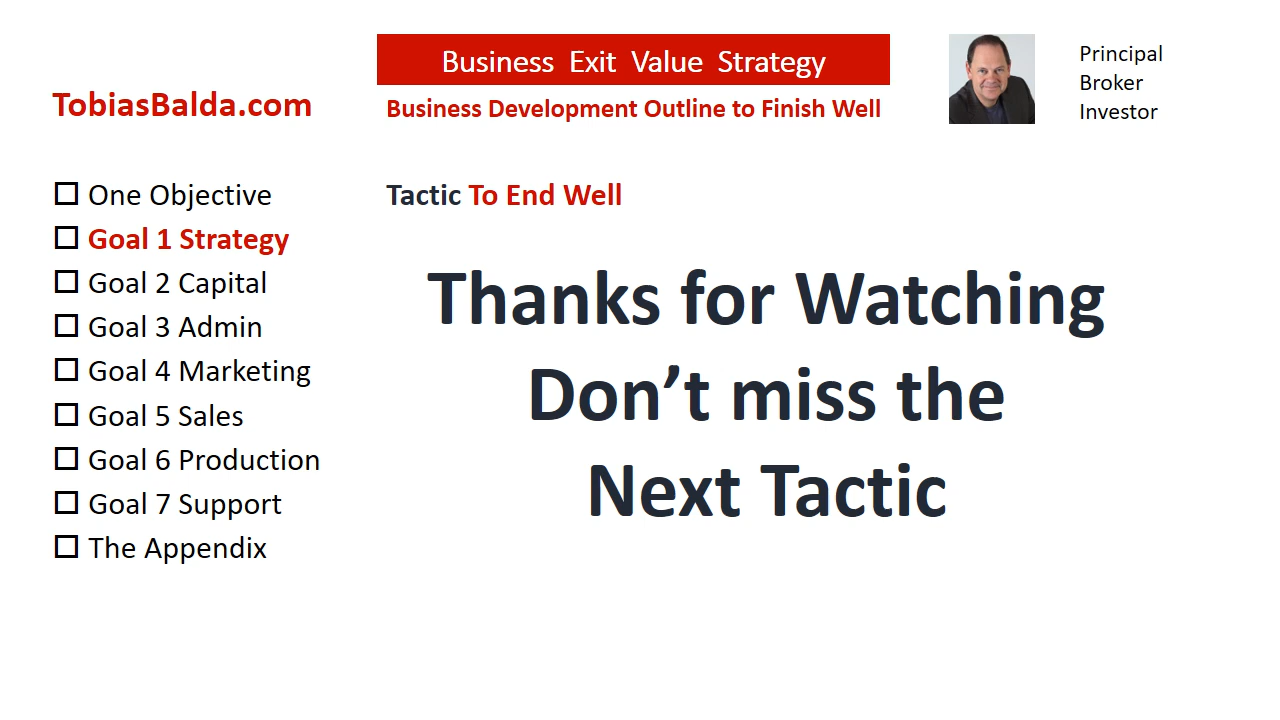 Business Exit Value Strategy
Principal
Broker
Investor
TobiasBalda.com
Business Development Outline to Finish Well
One Objective
Goal 1 Strategy
Goal 2 Capital
Goal 3 Admin
Goal 4 Marketing
Goal 5 Sales
Goal 6 Production
Goal 7 Support
The Appendix
Tactic To End Well
Thanks for Watching
Don’t miss the
Next Tactic